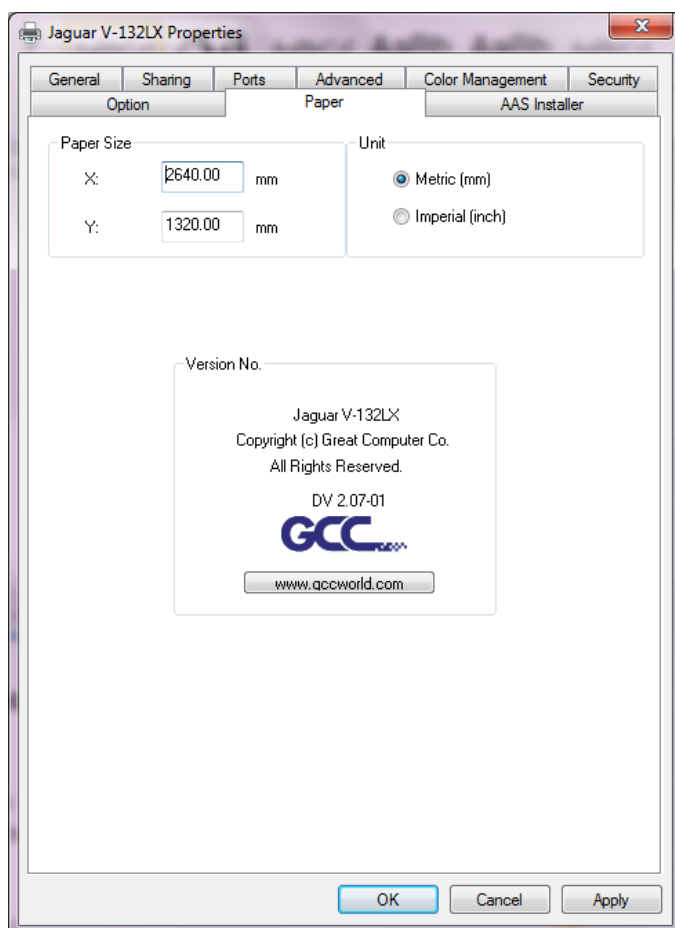 Jaguar V-132LX Properties
General Sharing Ports Advanced Color Management Security
Option Paper AAS Installer
Paper Size Unit
X: 2640.00 mm Metric (mm)
Y: 1320.00 mm Imperial (inch)
Version No.
Jaguar V-132LX
Copyright (c) Great Computer Co.
All Rights Reserved.
DV 2.07-01
GCC
www.gccworld.com
OK Cancel Apply